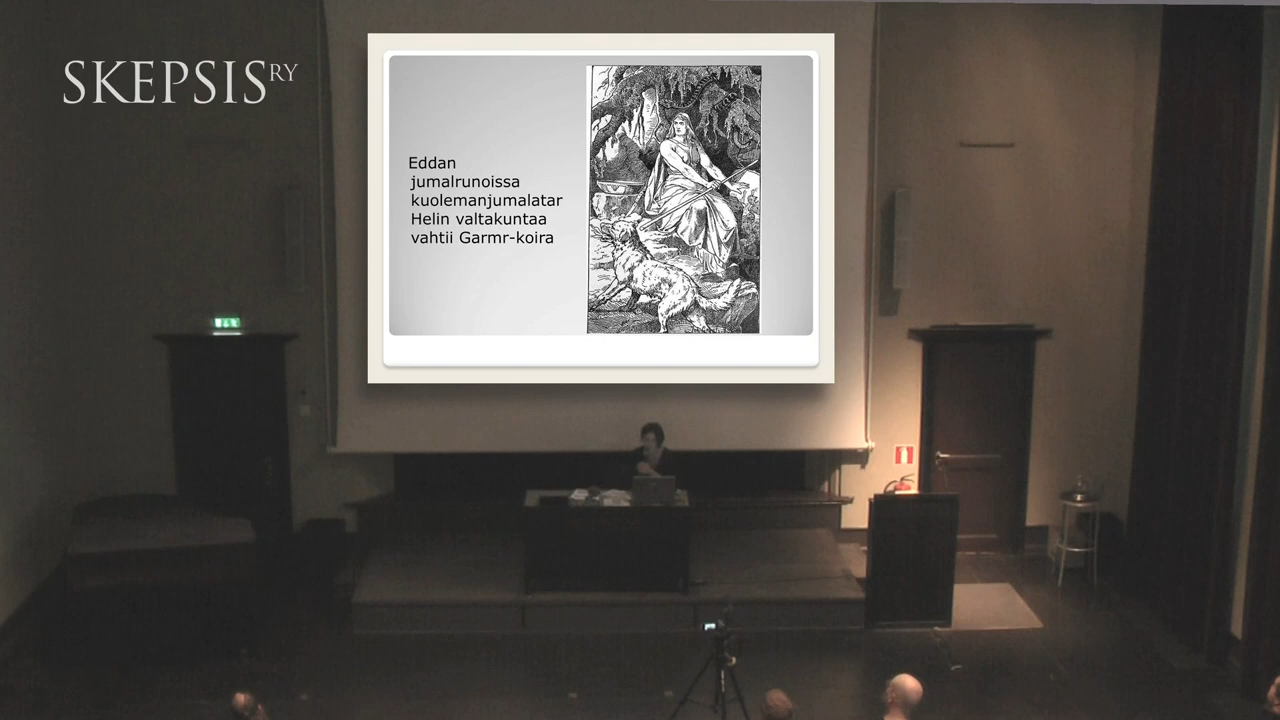 SKEPSIS RY
Eddan
jumalrunoissa
kuolemanjumalatar
Helin valtakuntaa
vahtii Garmr-koira